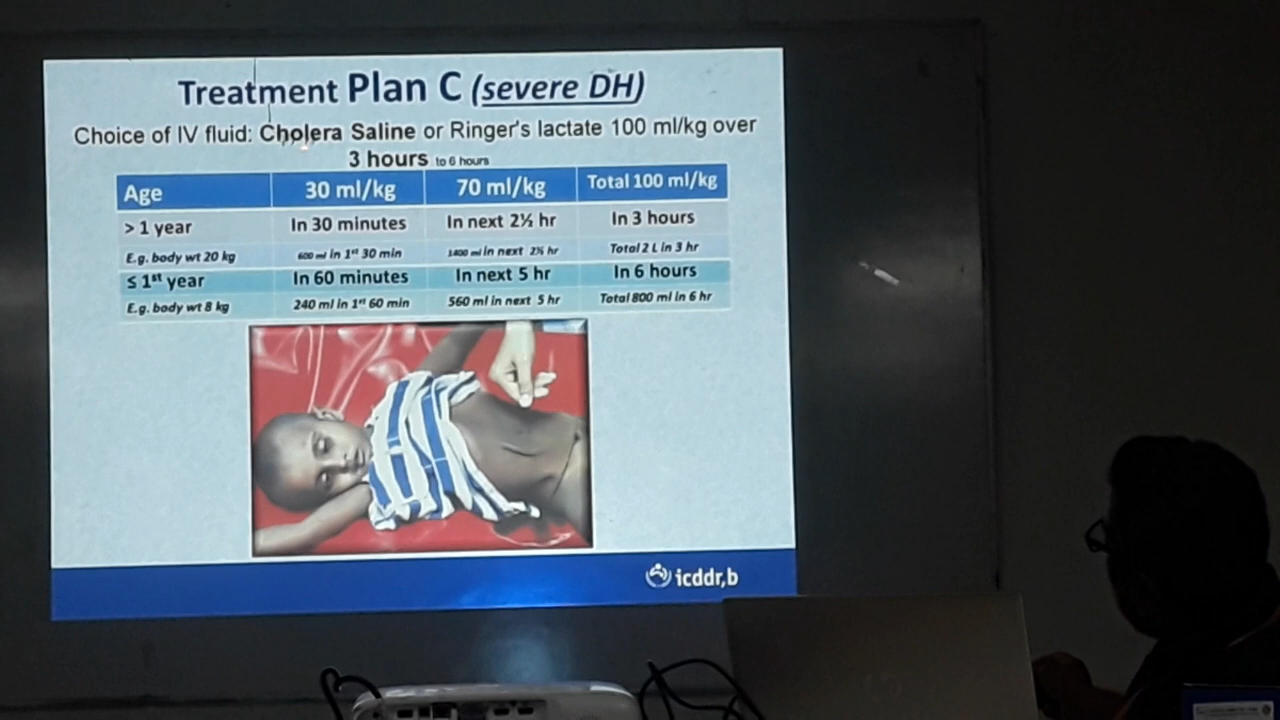 Treatment Plan C (severe DH)
Choice of IV fluid: Cholera Saline or Ringer's lactate 100 ml/kg over
3 hours to 6 hours
Age 30 ml/kg 70 ml/kg Total 100 ml/kg
> 1 year In 30 minutes In next 2½ hr In 3 hours
E.g. body wt 20 kg 600 ml in 1st 30 min 1400 ml in next 2½ hr Total 2 L in 3 hr
≤ 1st year In 60 minutes In next 5 hr In 6 hours
E.g. body wt 8 kg 240 ml in 1st 60 min 560 ml in next 5 hr Total 800 ml in 6 hr
icddr,b